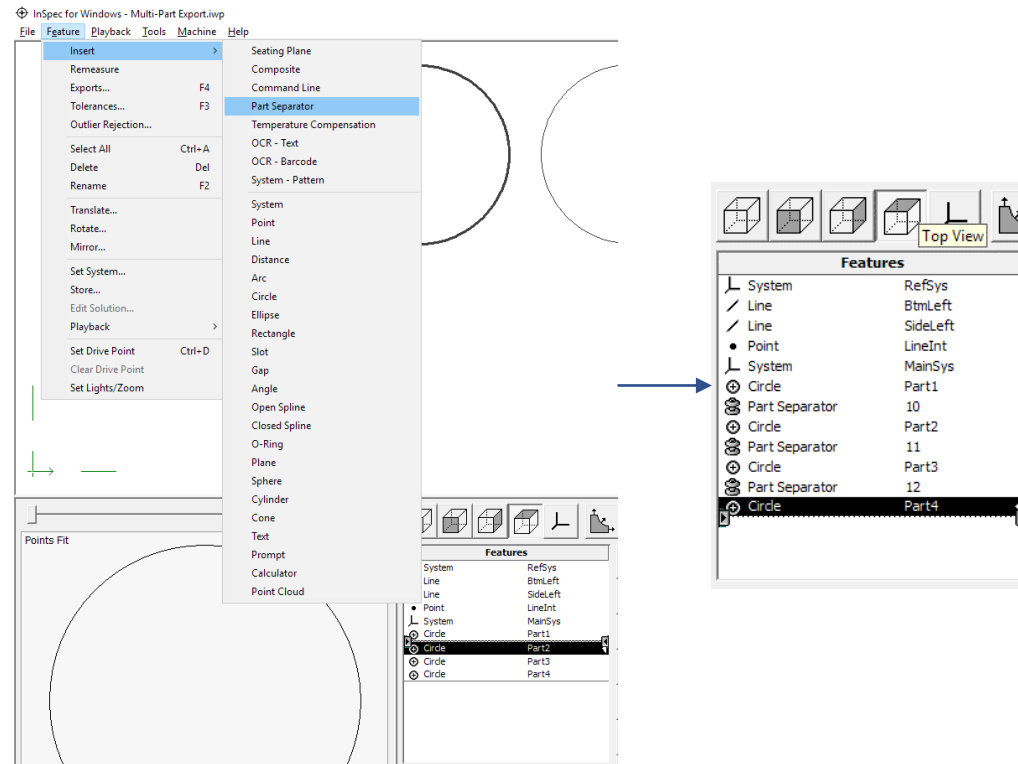 InSpec for Windows - Multi-Part Export.iwp
File Feature Playback Tools Machine Help
Insert >
Remeasure
Exports... F4
Tolerances... F3
Outlier Rejection...
Select All Ctrl+A
Delete Del
Rename F2
Translate...
Rotate...
Mirror...
Set System...
Store...
Edit Solution...
Playback >
Set Drive Point Ctrl+D
Clear Drive Point
Set Lights/Zoom
Seating Plane
Composite
Command Line
Part Separator
Temperature Compensation
OCR - Text
OCR - Barcode
System - Pattern
System
Point
Line
Distance
Arc
Circle
Ellipse
Rectangle
Slot
Gap
Angle
Open Spline
Closed Spline
O-Ring
Plane
Sphere
Cylinder
Cone
Text
Prompt
Calculator
Point Cloud
Points Fit
Features
System RefSys
Line BtmLeft
Line SideLeft
Point LineInt
System MainSys
Circle Part1
Circle Part2
Circle Part3
Circle Part4
Top View
Features
System RefSys
Line BtmLeft
Line SideLeft
Point LineInt
System MainSys
Circle Part1
Part Separator 10
Circle Part2
Part Separator 11
Circle Part3
Part Separator 12
Circle Part4